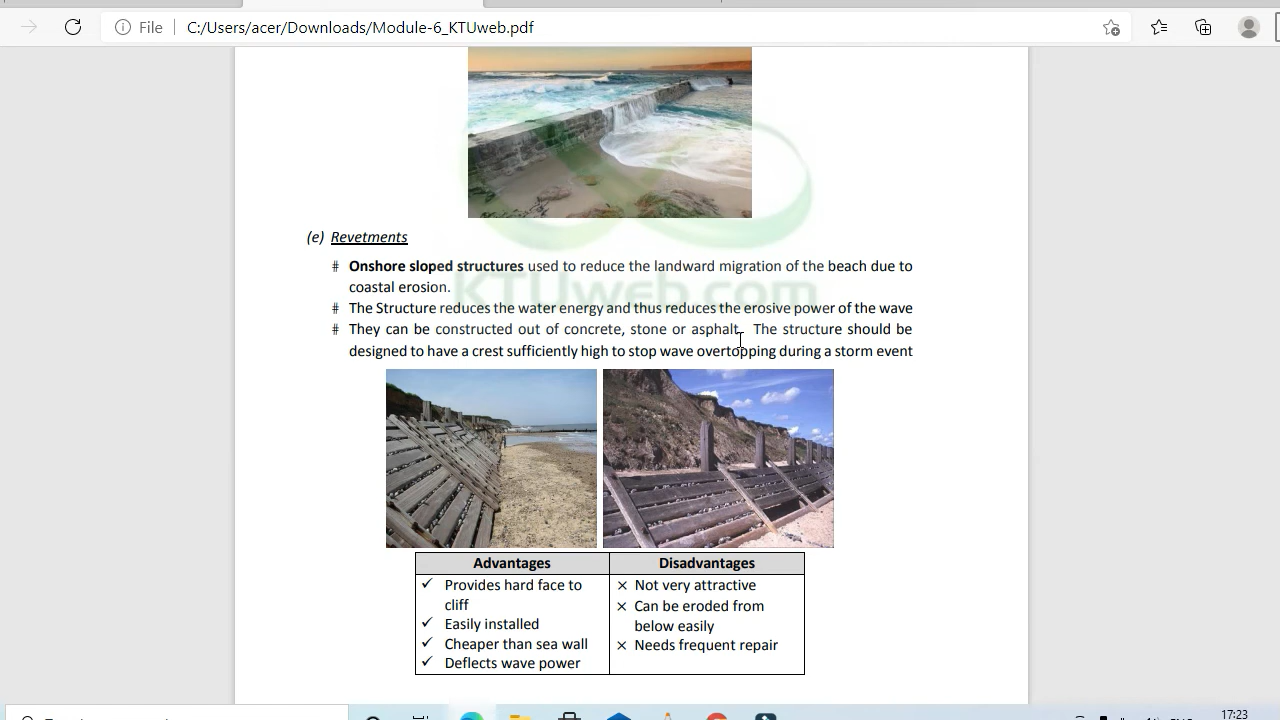 File
C:/Users/acer/Downloads/Module-6_KTUweb.pdf
(e) Revetments
# Onshore sloped structures used to reduce the landward migration of the beach due to
coastal erosion.
# The Structure reduces the water energy and thus reduces the erosive power of the wave
# They can be constructed out of concrete, stone or asphalt. The structure should be
designed to have a crest sufficiently high to stop wave overtopping during a storm event
KTUweb.com
Advantages Disadvantages
✓ Provides hard face to
cliff
✓ Easily installed
✓ Cheaper than sea wall
✓ Deflects wave power
× Not very attractive
× Can be eroded from
below easily
× Needs frequent repair
17:23